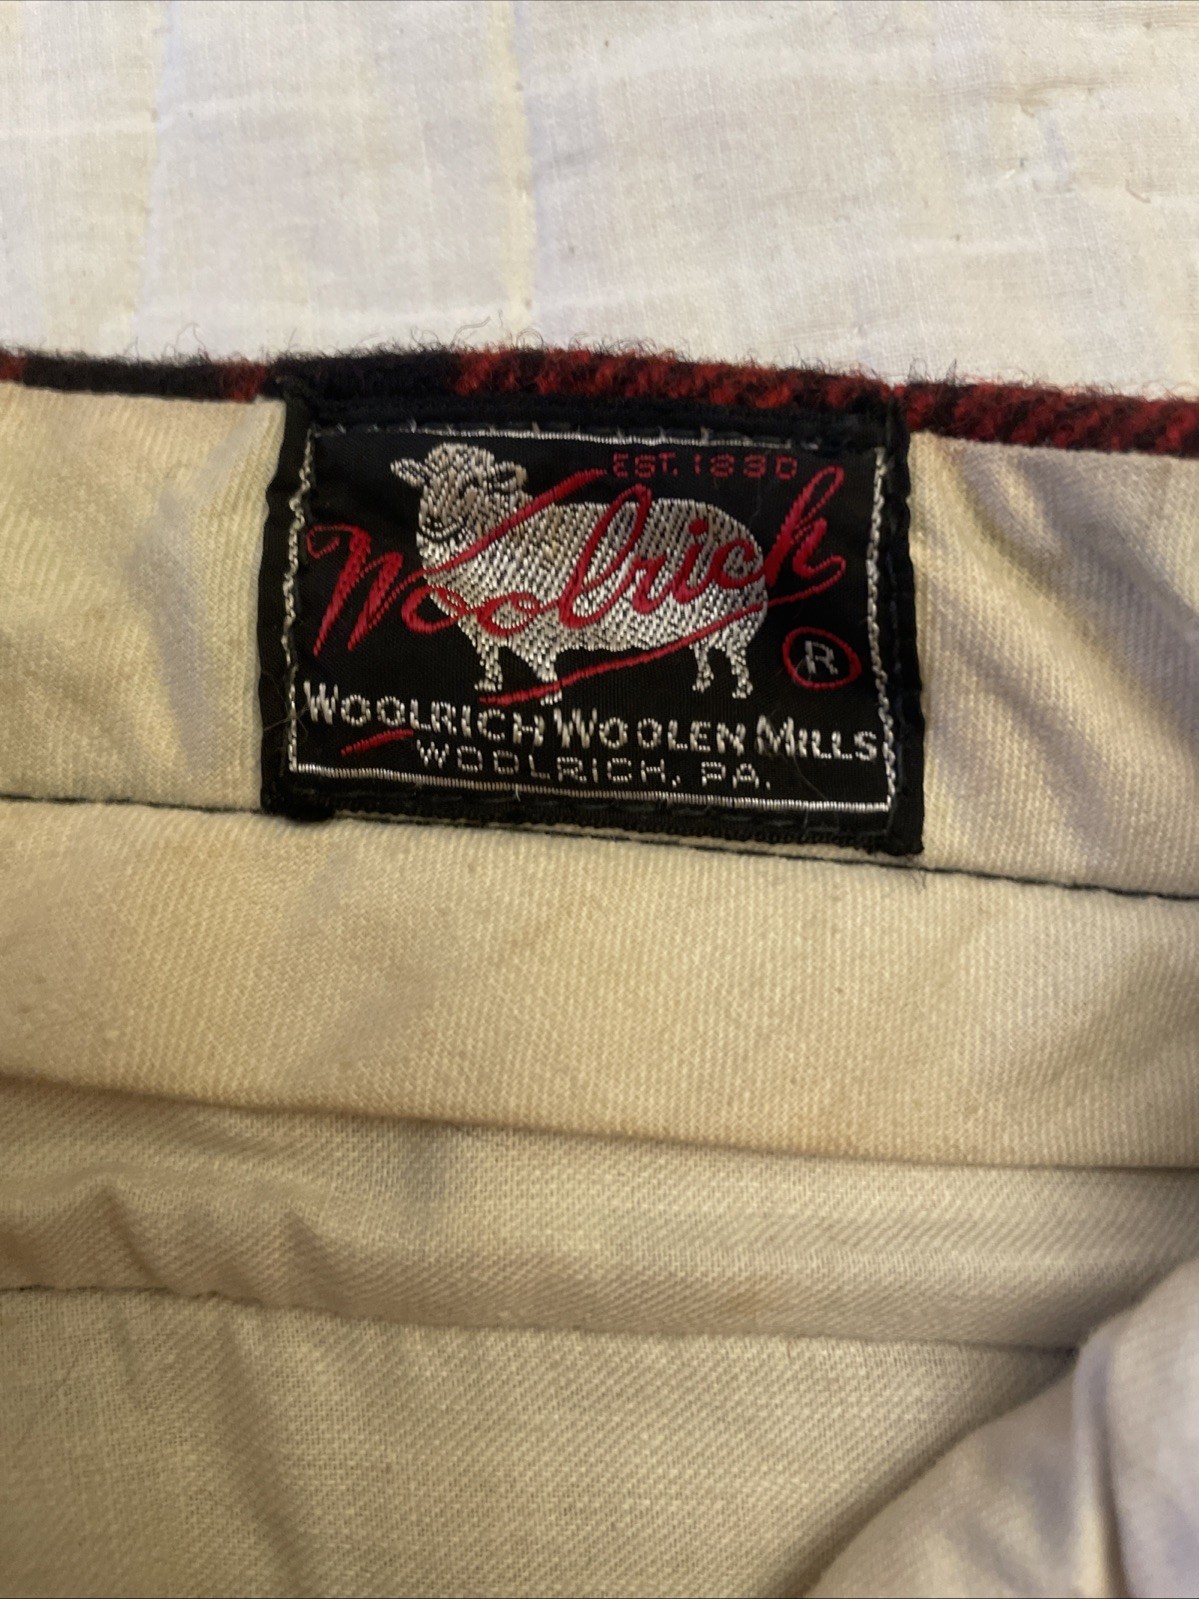 EST. 1830
Woolrich
R
WOOLRICH WOOLEN MILLS
WOOLRICH, PA.